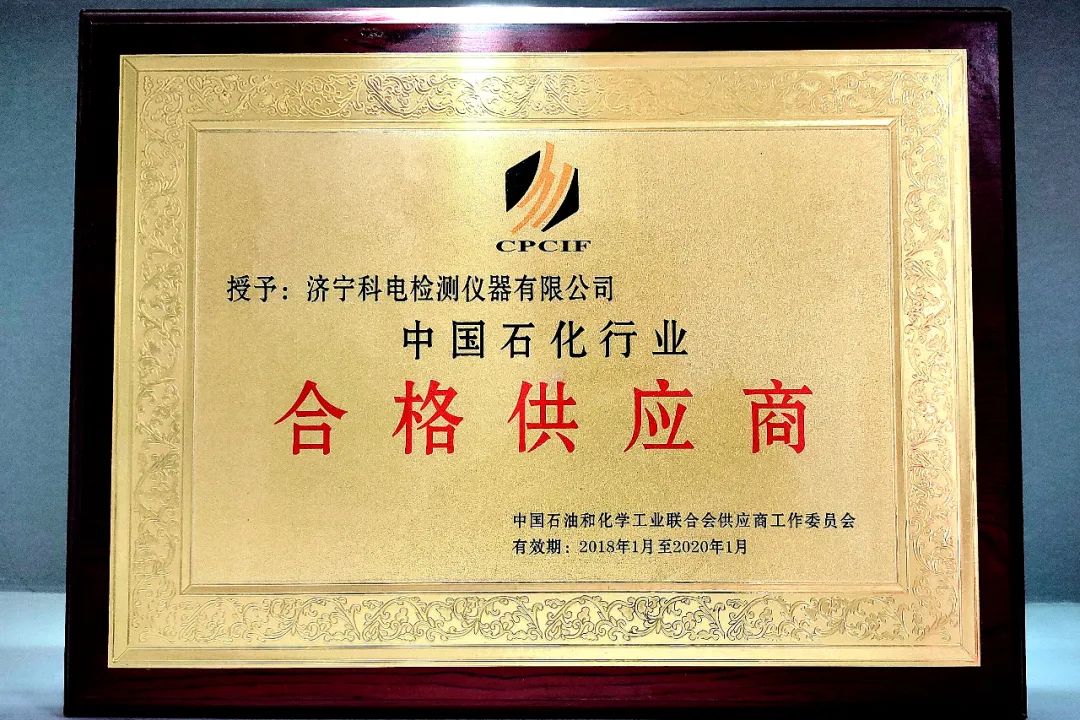 CPCIF
授予：济宁科电检测仪器有限公司
中国石化行业
合格供应商
中国石油和化学工业联合会供应商工作委员会
有效期：2018年1月至2020年1月